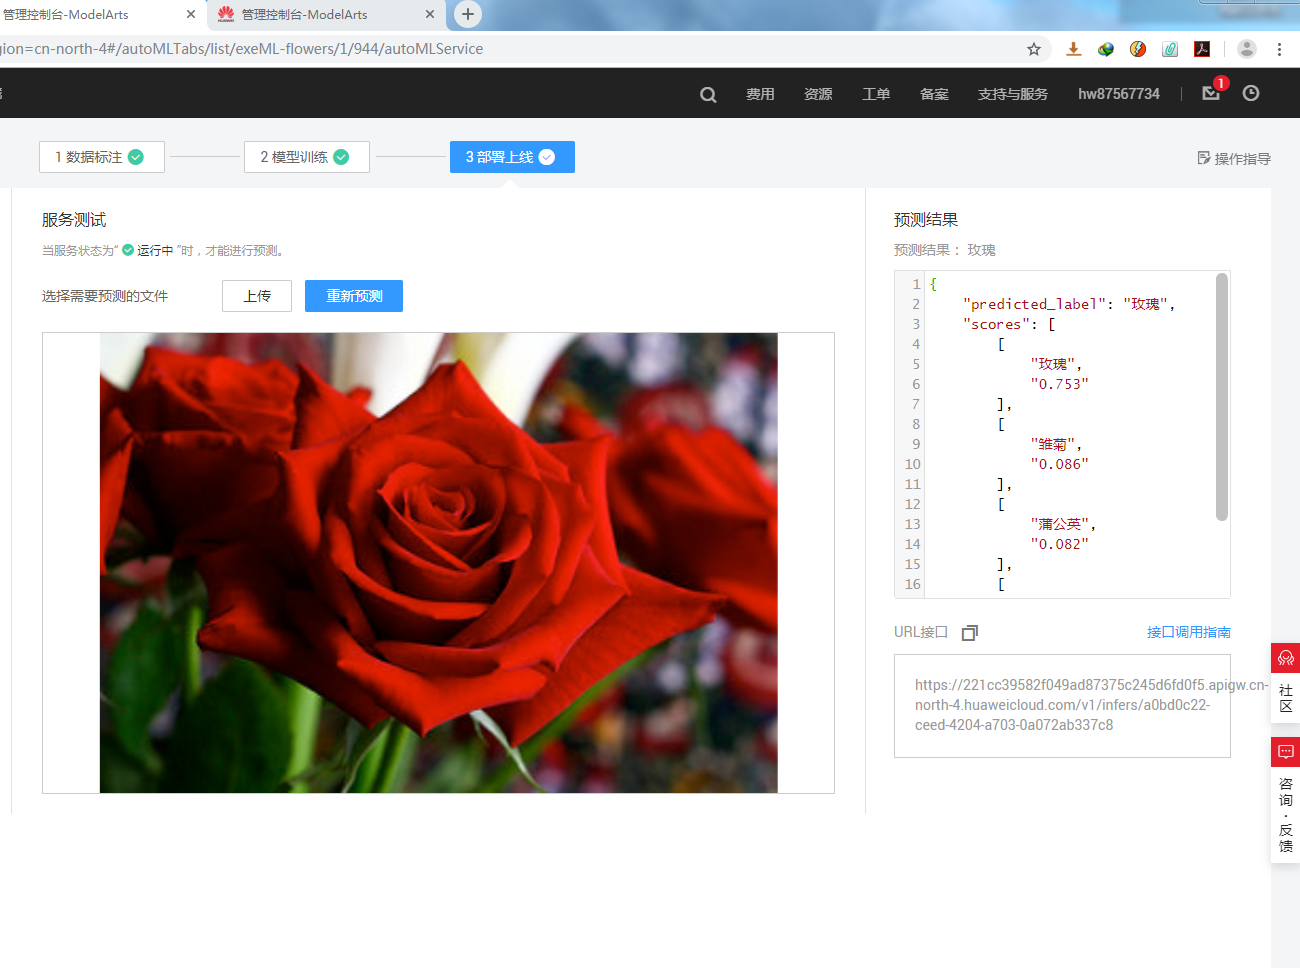 管理控制台-ModelArts
管理控制台-ModelArts
gion=cn-north-4#/autoMLTabs/list/exeML-flowers/1/944/autoMLService
费用 资源 工单 备案 支持与服务 hw87567734 1
1 数据标注
2 模型训练
3 部署上线
操作指导
服务测试
当服务状态为“ 运行中 ”时，才能进行预测。
选择需要预测的文件 上传 重新预测
预测结果
预测结果： 玫瑰
1 {
2 "predicted_label": "玫瑰",
3 "scores": [
4 [
5 "玫瑰",
6 "0.753"
7 ],
8 [
9 "雏菊",
10 "0.086"
11 ],
12 [
13 "蒲公英",
14 "0.082"
15 ],
16 [
URL接口 接口调用指南
https://221cc39582f049ad87375c245d6fd0f5.apigw.cn-
north-4.huaweicloud.com/v1/infers/a0bd0c22-
ceed-4204-a703-0a072ab337c8
社区
咨询·反馈